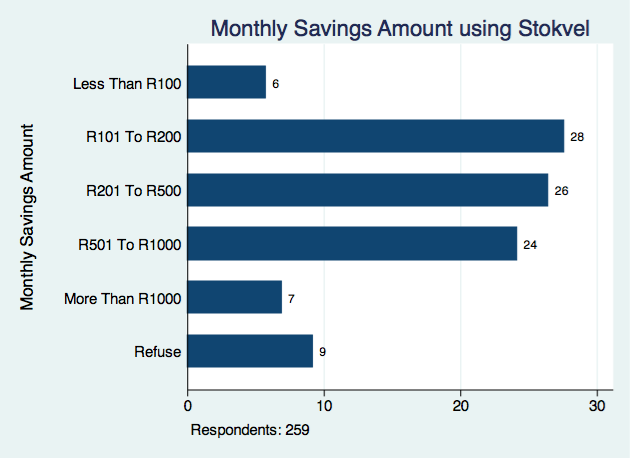 Monthly Savings Amount using Stokvel
Monthly Savings Amount
Less Than R100
6
R101 To R200
28
R201 To R500
26
R501 To R1000
24
More Than R1000
7
Refuse
9
0 10 20 30
Respondents: 259